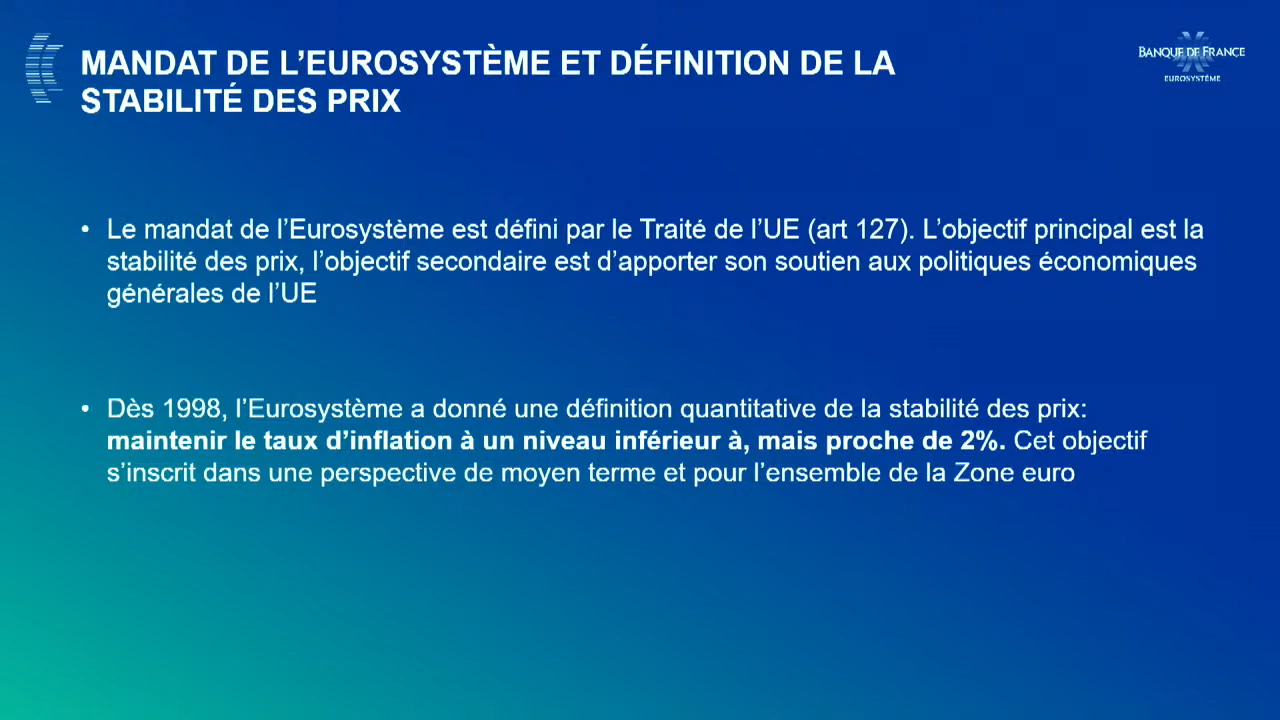 MANDAT DE L’EUROSYSTÈME ET DÉFINITION DE LA
STABILITÉ DES PRIX
BANQUE DE FRANCE
EUROSYSTÈME
• Le mandat de l’Eurosystème est défini par le Traité de l’UE (art 127). L’objectif principal est la
stabilité des prix, l’objectif secondaire est d’apporter son soutien aux politiques économiques
générales de l’UE
• Dès 1998, l’Eurosystème a donné une définition quantitative de la stabilité des prix:
maintenir le taux d’inflation à un niveau inférieur à, mais proche de 2%. Cet objectif
s’inscrit dans une perspective de moyen terme et pour l’ensemble de la Zone euro